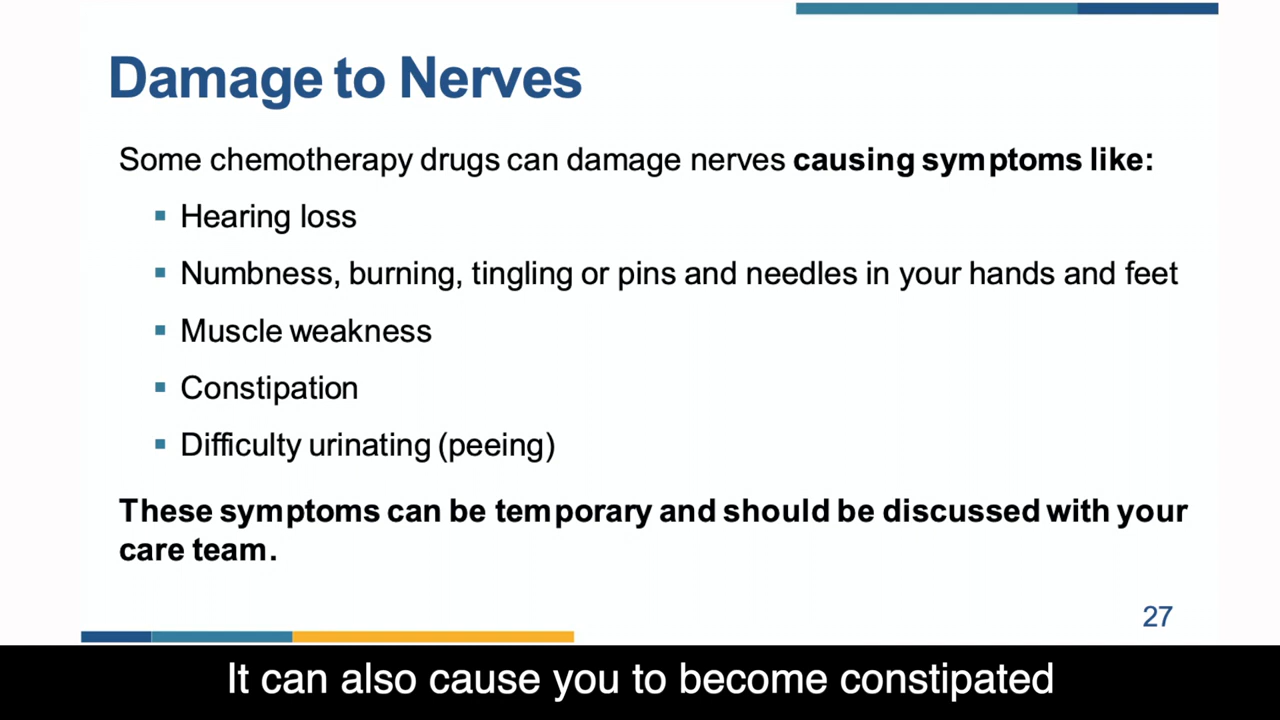 Damage to Nerves
Some chemotherapy drugs can damage nerves causing symptoms like:
▪ Hearing loss
▪ Numbness, burning, tingling or pins and needles in your hands and feet
▪ Muscle weakness
▪ Constipation
▪ Difficulty urinating (peeing)
These symptoms can be temporary and should be discussed with your
care team.
27
It can also cause you to become constipated